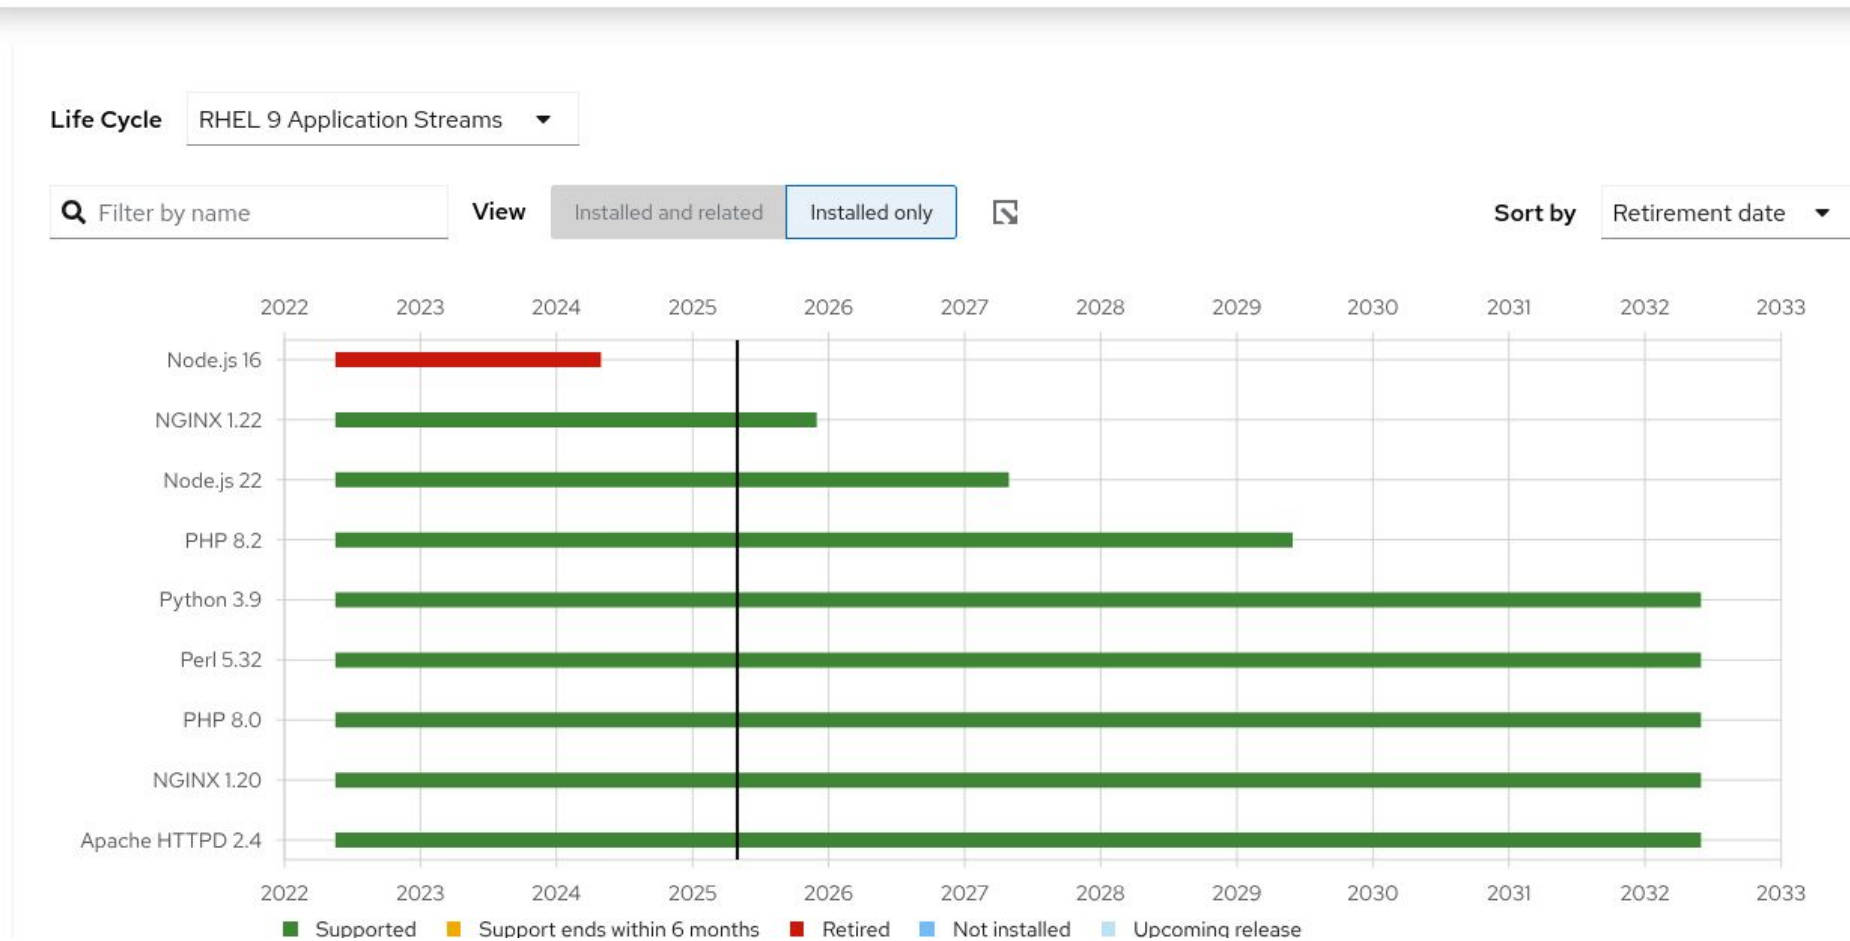 Life Cycle RHEL 9 Application Streams
Filter by name View Installed and related Installed only Sort by Retirement date
2022 2023 2024 2025 2026 2027 2028 2029 2030 2031 2032 2033
Node.js 16
NGINX 1.22
Node.js 22
PHP 8.2
Python 3.9
Perl 5.32
PHP 8.0
NGINX 1.20
Apache HTTPD 2.4
2022 2023 2024 2025 2026 2027 2028 2029 2030 2031 2032 2033
Supported Support ends within 6 months Retired Not installed Upcoming release